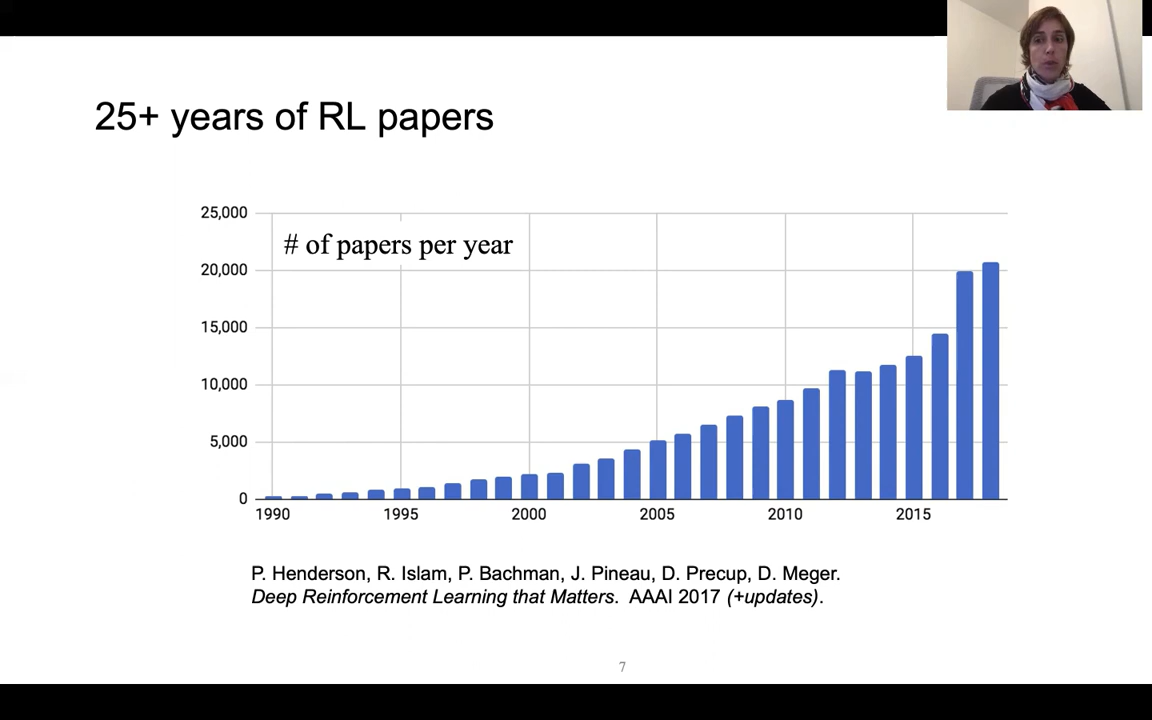 25+ years of RL papers
25,000
# of papers per year
20,000
15,000
10,000
5,000
0
1990 1995 2000 2005 2010 2015
P. Henderson, R. Islam, P. Bachman, J. Pineau, D. Precup, D. Meger.
Deep Reinforcement Learning that Matters. AAAI 2017 (+updates).
7